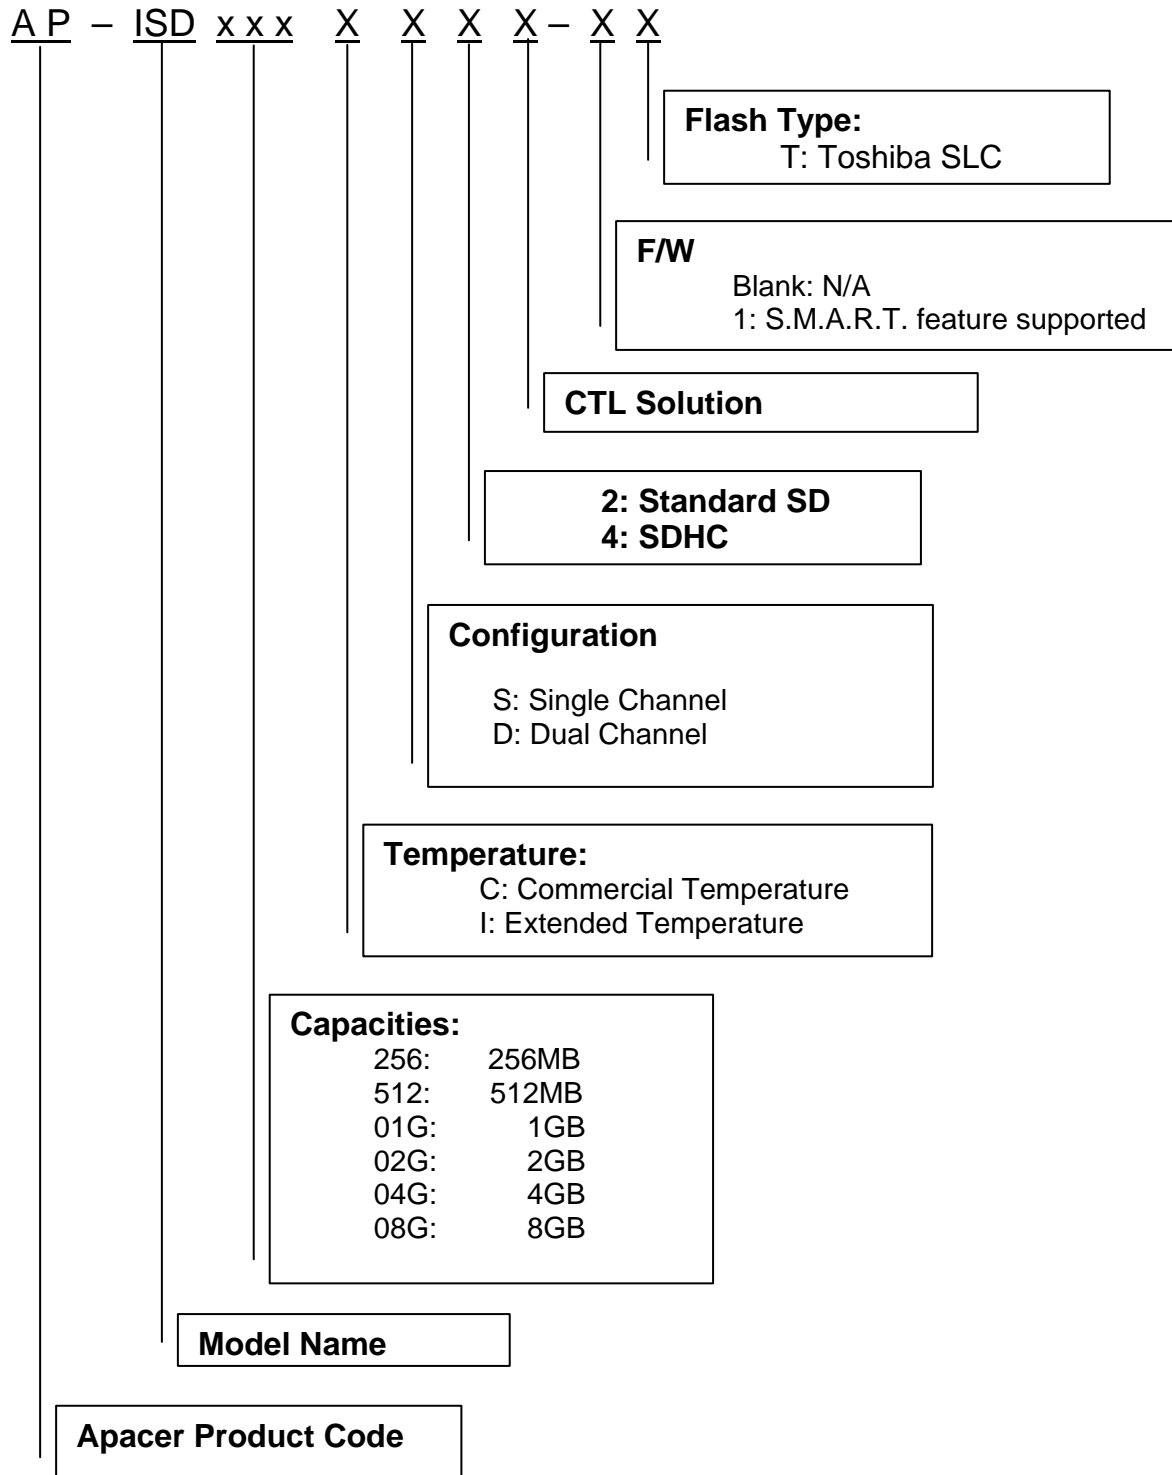 A P – ISD x x x X X X X – X X
Flash Type:
T: Toshiba SLC
F/W
Blank: N/A
1: S.M.A.R.T. feature supported
CTL Solution
2: Standard SD
4: SDHC
Configuration
S: Single Channel
D: Dual Channel
Temperature:
C: Commercial Temperature
I: Extended Temperature
Capacities:
256: 256MB
512: 512MB
01G: 1GB
02G: 2GB
04G: 4GB
08G: 8GB
Model Name
Apacer Product Code